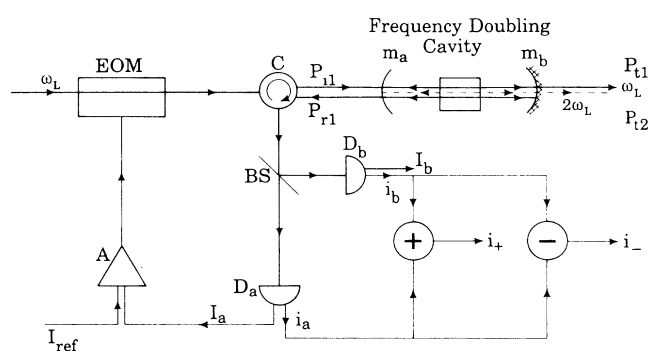 Frequency Doubling
Cavity
EOM
C
m_a
m_b
ω_L
P_i1
P_r1
P_t1
ω_L
2ω_L
P_t2
BS
D_b
I_b
i_b
+
i_+
−
i_−
A
D_a
I_a
i_a
I_ref